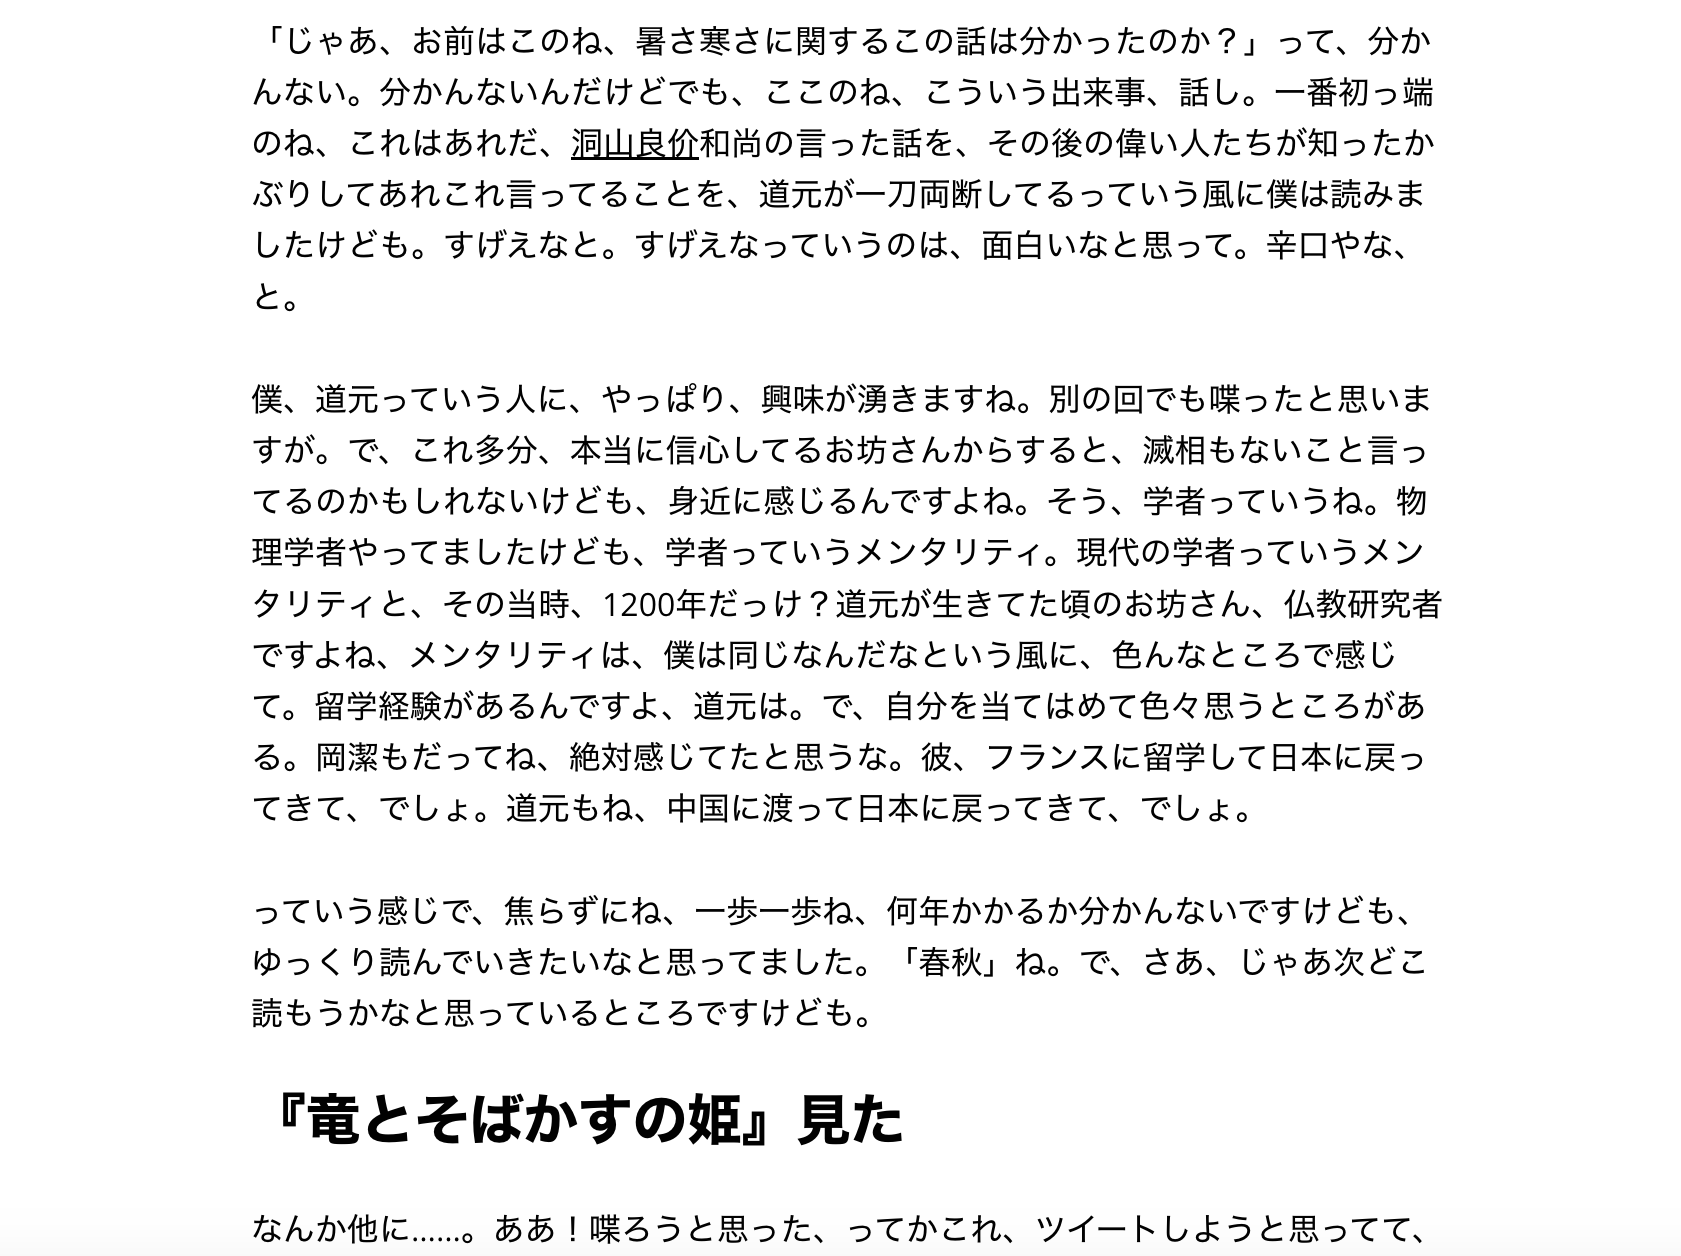 「じゃあ、お前はこのね、暑さ寒さに関するこの話は分かったのか？」って、分か
んない。分かんないんだけどでも、ここのね、こういう出来事、話し。一番初っ端
のね、これはあれだ、洞山良价和尚の言った話を、その後の偉い人たちが知ったか
ぶりしてあれこれ言ってることを、道元が一刀両断してるっていう風に僕は読みま
したけども。すげえなと。すげえなっていうのは、面白いなと思って。辛口やな、
と。
僕、道元っていう人に、やっぱり、興味が湧きますね。別の回でも喋ったと思いま
すが。で、これ多分、本当に信心してるお坊さんからすると、滅相もないこと言っ
てるのかもしれないけども、身近に感じるんですよね。そう、学者っていうね。物
理学者やってましたけども、学者っていうメンタリティ。現代の学者っていうメン
タリティと、その当時、1200年だっけ？道元が生きてた頃のお坊さん、仏教研究者
ですよね、メンタリティは、僕は同じなんだなという風に、色んなところで感じ
て。留学経験があるんですよ、道元は。で、自分を当てはめて色々思うところがあ
る。岡潔もだってね、絶対感じてたと思うな。彼、フランスに留学して日本に戻っ
てきて、でしょ。道元もね、中国に渡って日本に戻ってきて、でしょ。
っていう感じで、焦らずにね、一歩一歩ね、何年かかるか分かんないですけども、
ゆっくり読んでいきたいなと思ってました。「春秋」ね。で、さあ、じゃあ次どこ
読もうかなと思っているところですけども。
『竜とそばかすの姫』見た
なんか他に……。ああ！喋ろうと思った、ってかこれ、ツイートしようと思ってて、